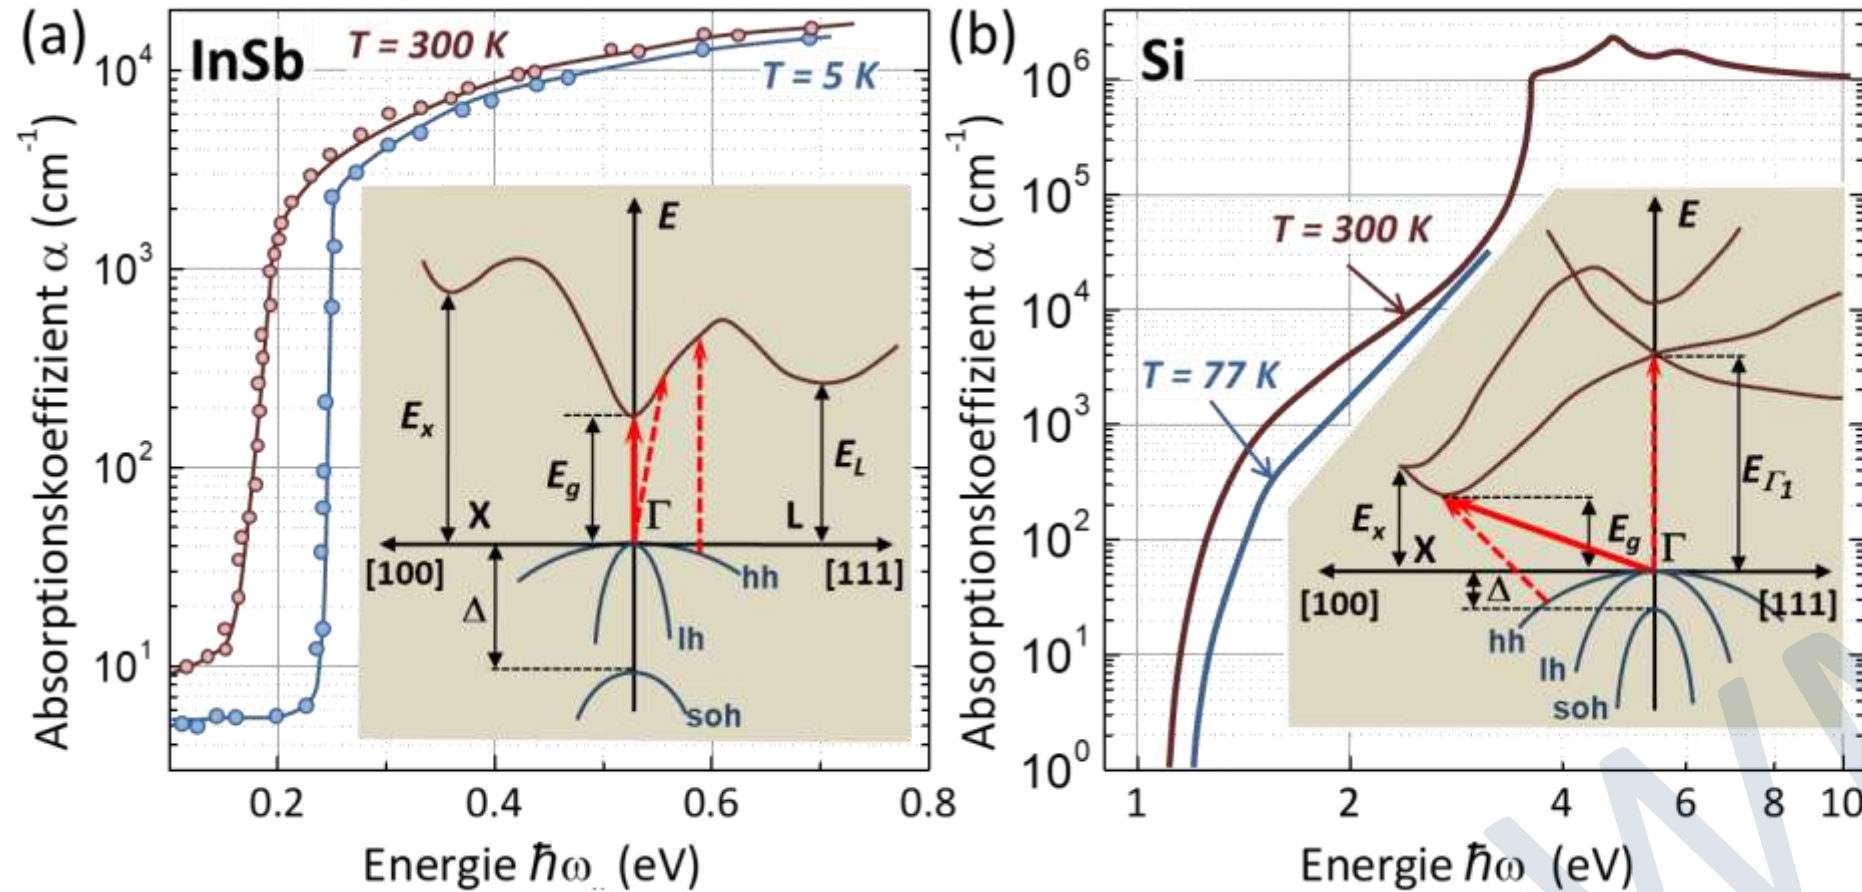 (a)
InSb
T = 300 K
T = 5 K
Absorptionskoeffizient α (cm⁻¹)
10⁴
10³
10²
10¹
E
Eₓ
E_g
E_L
X
Γ
L
[100]
[111]
Δ
hh
lh
soh
0.2 0.4 0.6 0.8
Energie ħω (eV)
(b)
Si
T = 300 K
T = 77 K
Absorptionskoeffizient α (cm⁻¹)
10⁶
10⁵
10⁴
10³
10²
10¹
10⁰
E
E_Γ₁
Eₓ
X
E_g
Γ
[100]
Δ
[111]
hh
lh
soh
1 2 4 6 8 10
Energie ħω (eV)